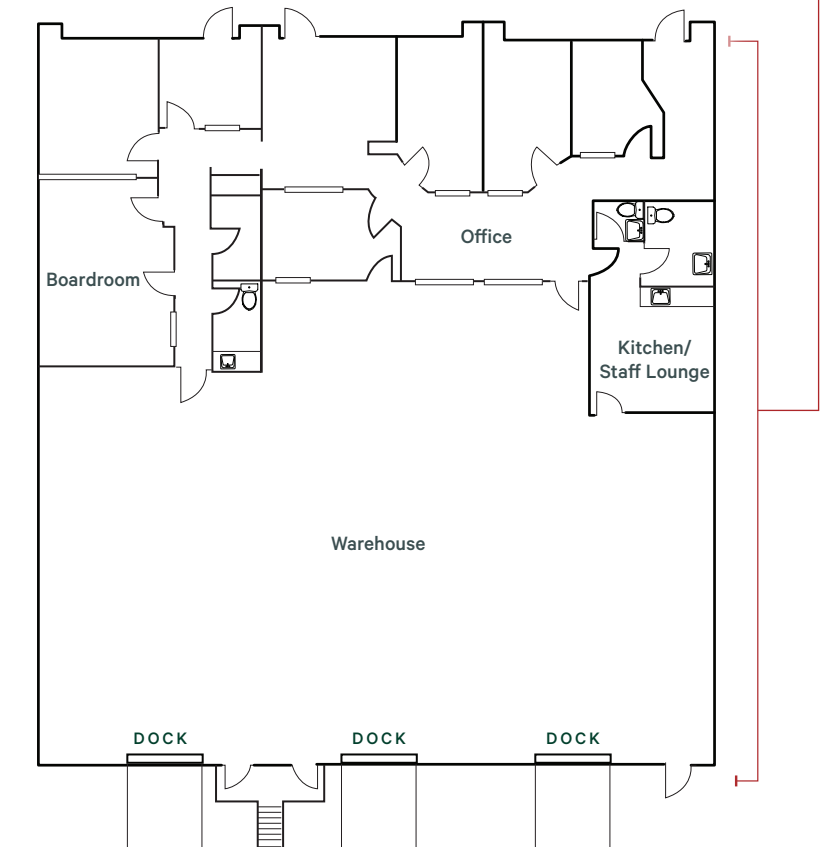 Office
Boardroom
Kitchen/
Staff Lounge
Warehouse
DOCK
DOCK
DOCK